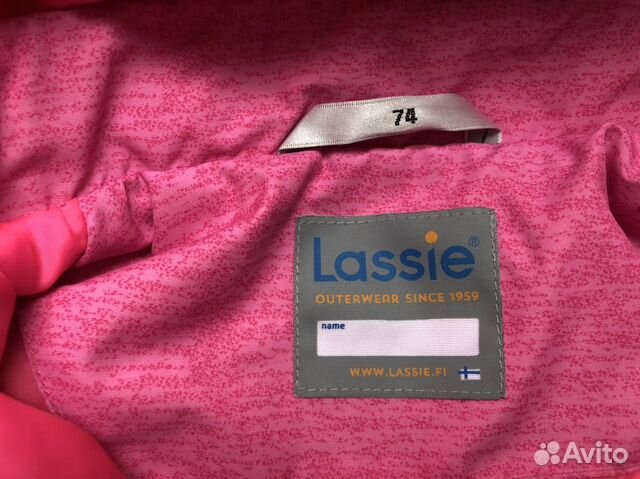 74
Lassie®
OUTERWEAR SINCE 1959
name
WWW.LASSIE.FI
Avito